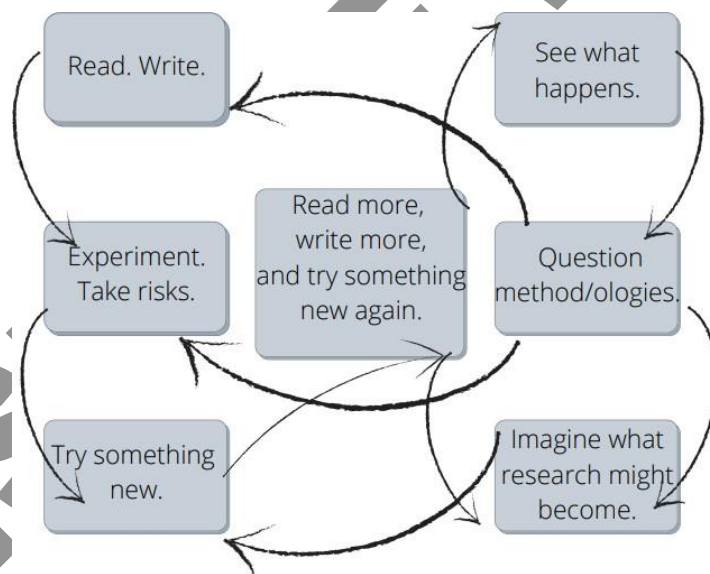 Read. Write.
See what
happens.
Read more,
write more,
and try something
new again.
Experiment.
Take risks.
Question
method/ologies.
Try something
new.
Imagine what
research might
become.